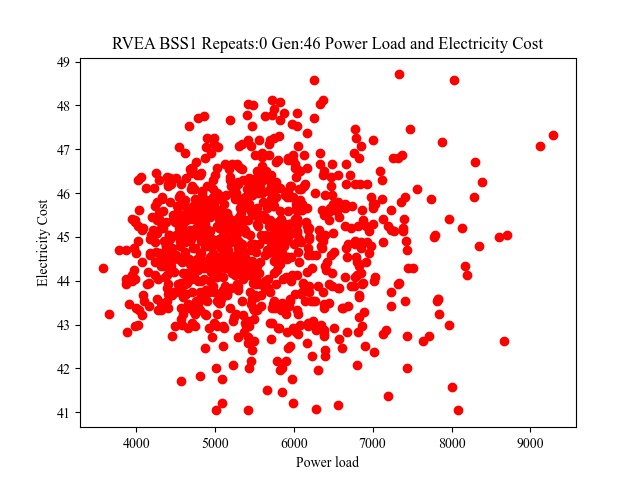 RVEA BSS1 Repeats:0 Gen:46 Power Load and Electricity Cost
49
48
47
46
45
44
43
42
41
Electricity Cost
4000 5000 6000 7000 8000 9000
Power load